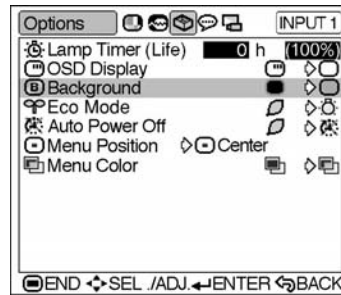 Options INPUT 1
Lamp Timer (Life) 0 h (100%)
OSD Display
B Background
Eco Mode
Auto Power Off
Menu Position Center
Menu Color
END SEL ./ADJ. ENTER BACK